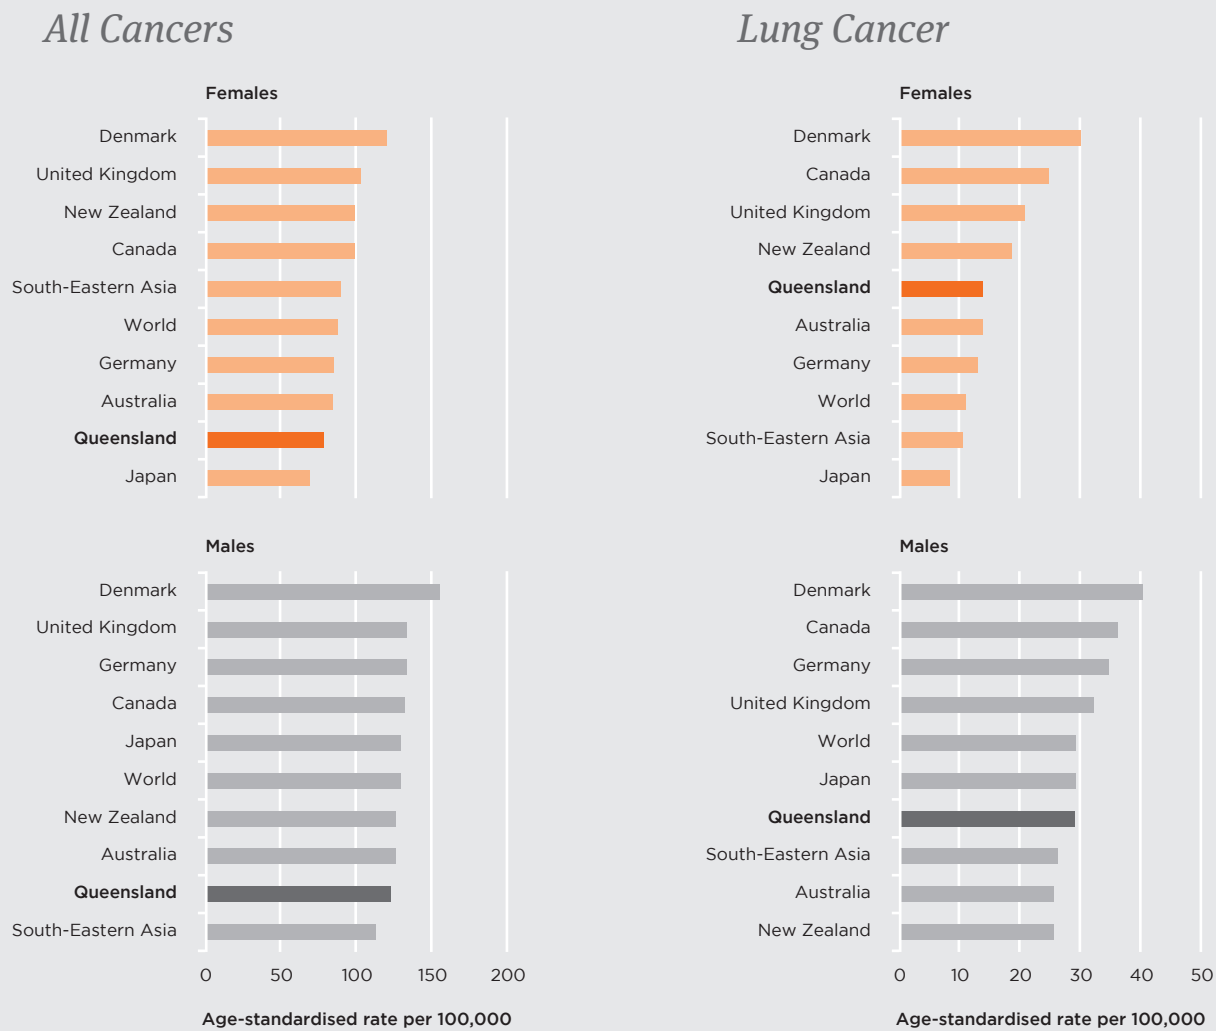 All Cancers
Females
Denmark
United Kingdom
New Zealand
Canada
South-Eastern Asia
World
Germany
Australia
Queensland
Japan
Males
Denmark
United Kingdom
Germany
Canada
Japan
World
New Zealand
Australia
Queensland
South-Eastern Asia
0 50 100 150 200
Age-standardised rate per 100,000
Lung Cancer
Females
Denmark
Canada
United Kingdom
New Zealand
Queensland
Australia
Germany
World
South-Eastern Asia
Japan
Males
Denmark
Canada
Germany
United Kingdom
World
Japan
Queensland
South-Eastern Asia
Australia
New Zealand
0 10 20 30 40 50
Age-standardised rate per 100,000